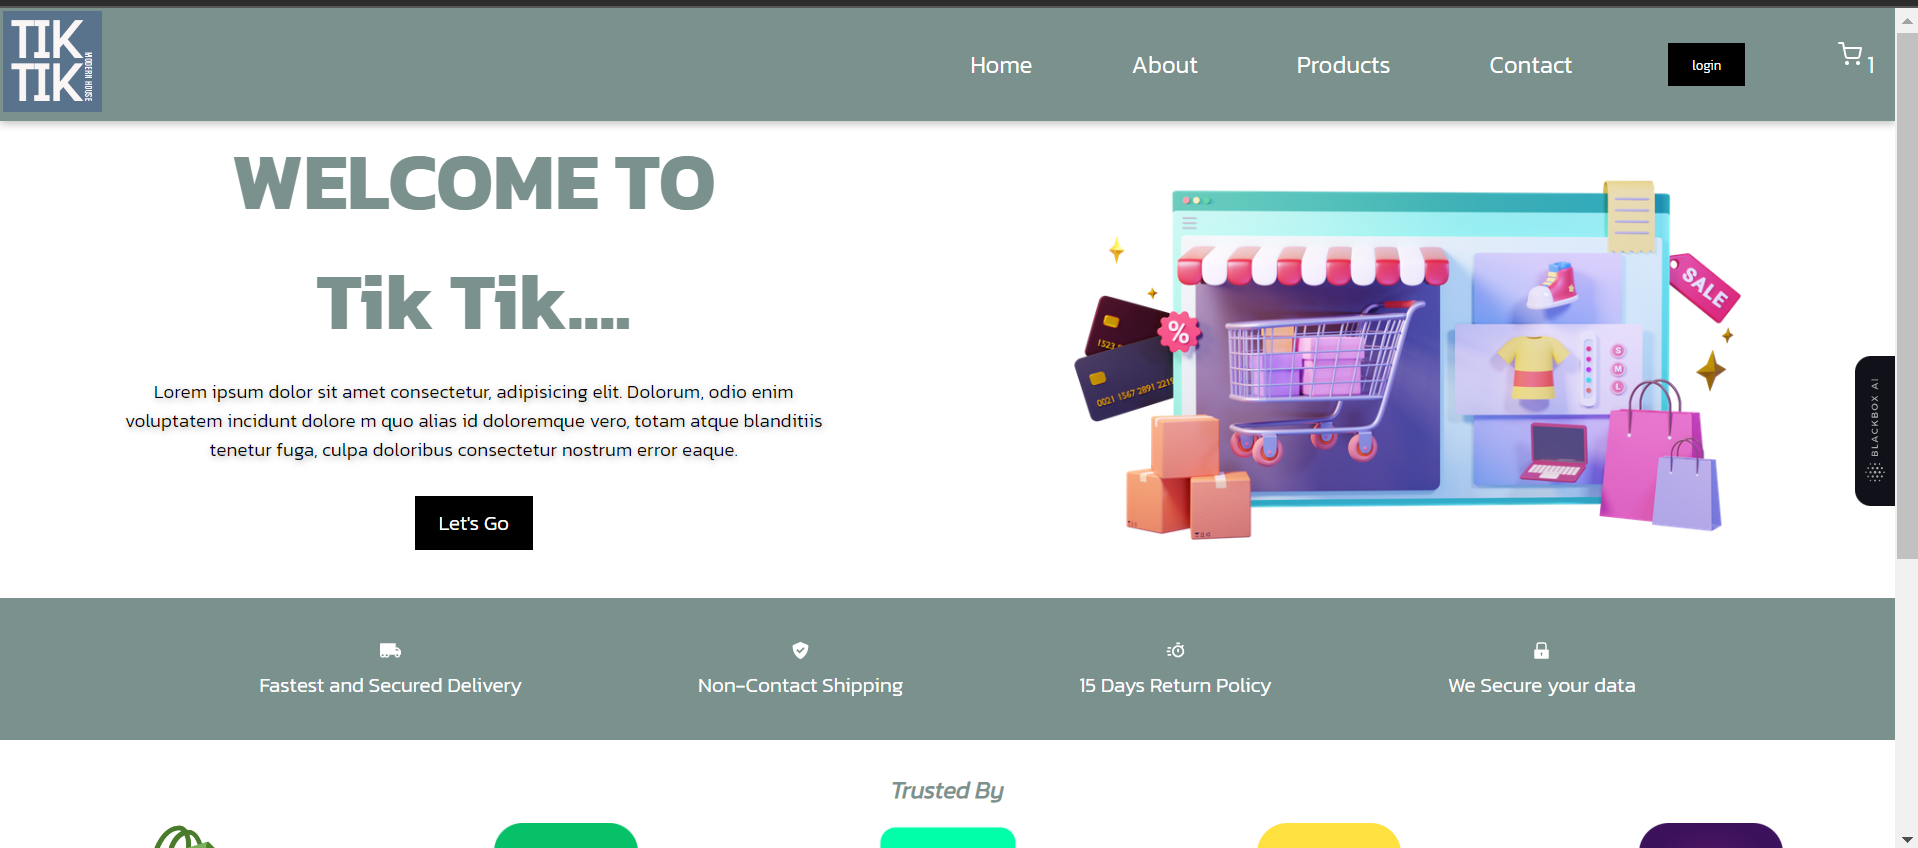 TIK
TIK
MODERN HOUSE
Home
About
Products
Contact
login
1
WELCOME TO
Tik Tik....
Lorem ipsum dolor sit amet consectetur, adipisicing elit. Dolorum, odio enim
voluptatem incidunt dolore m quo alias id doloremque vero, totam atque blanditiis
tenetur fuga, culpa doloribus consectetur nostrum error eaque.
Let's Go
SALE
%
1523
0021 1567 2891 2219
S
M
L
BLACKBOX AI
Fastest and Secured Delivery
Non-Contact Shipping
15 Days Return Policy
We Secure your data
Trusted By